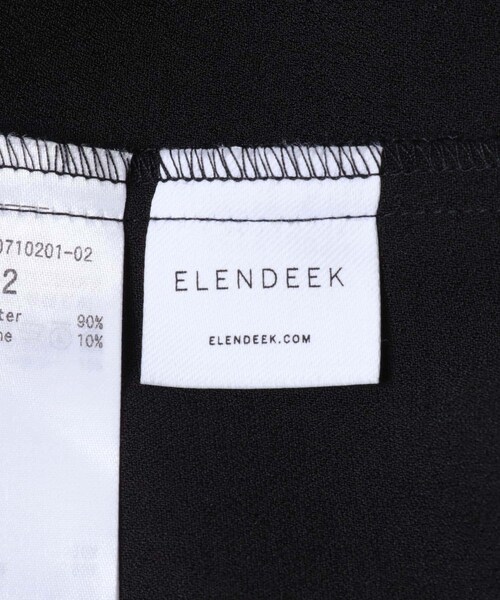 0710201-02
2
ter 90%
ne 10%
ELENDEEK
ELENDEEK.COM